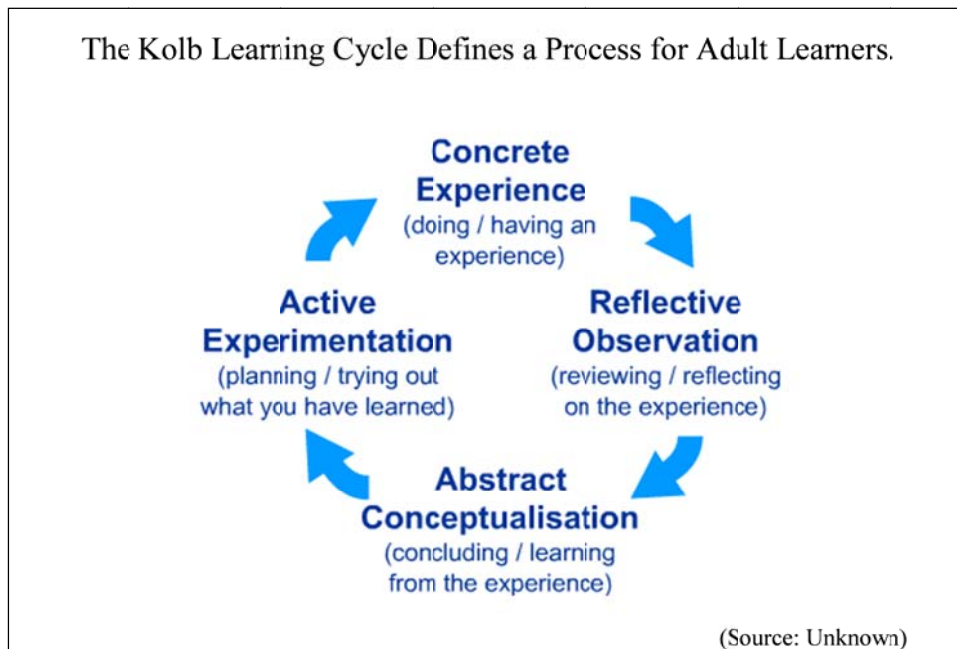 The Kolb Learning Cycle Defines a Process for Adult Learners.
Concrete
Experience
(doing / having an
experience)
Reflective
Observation
(reviewing / reflecting
on the experience)
Abstract
Conceptualisation
(concluding / learning
from the experience)
Active
Experimentation
(planning / trying out
what you have learned)
(Source: Unknown)